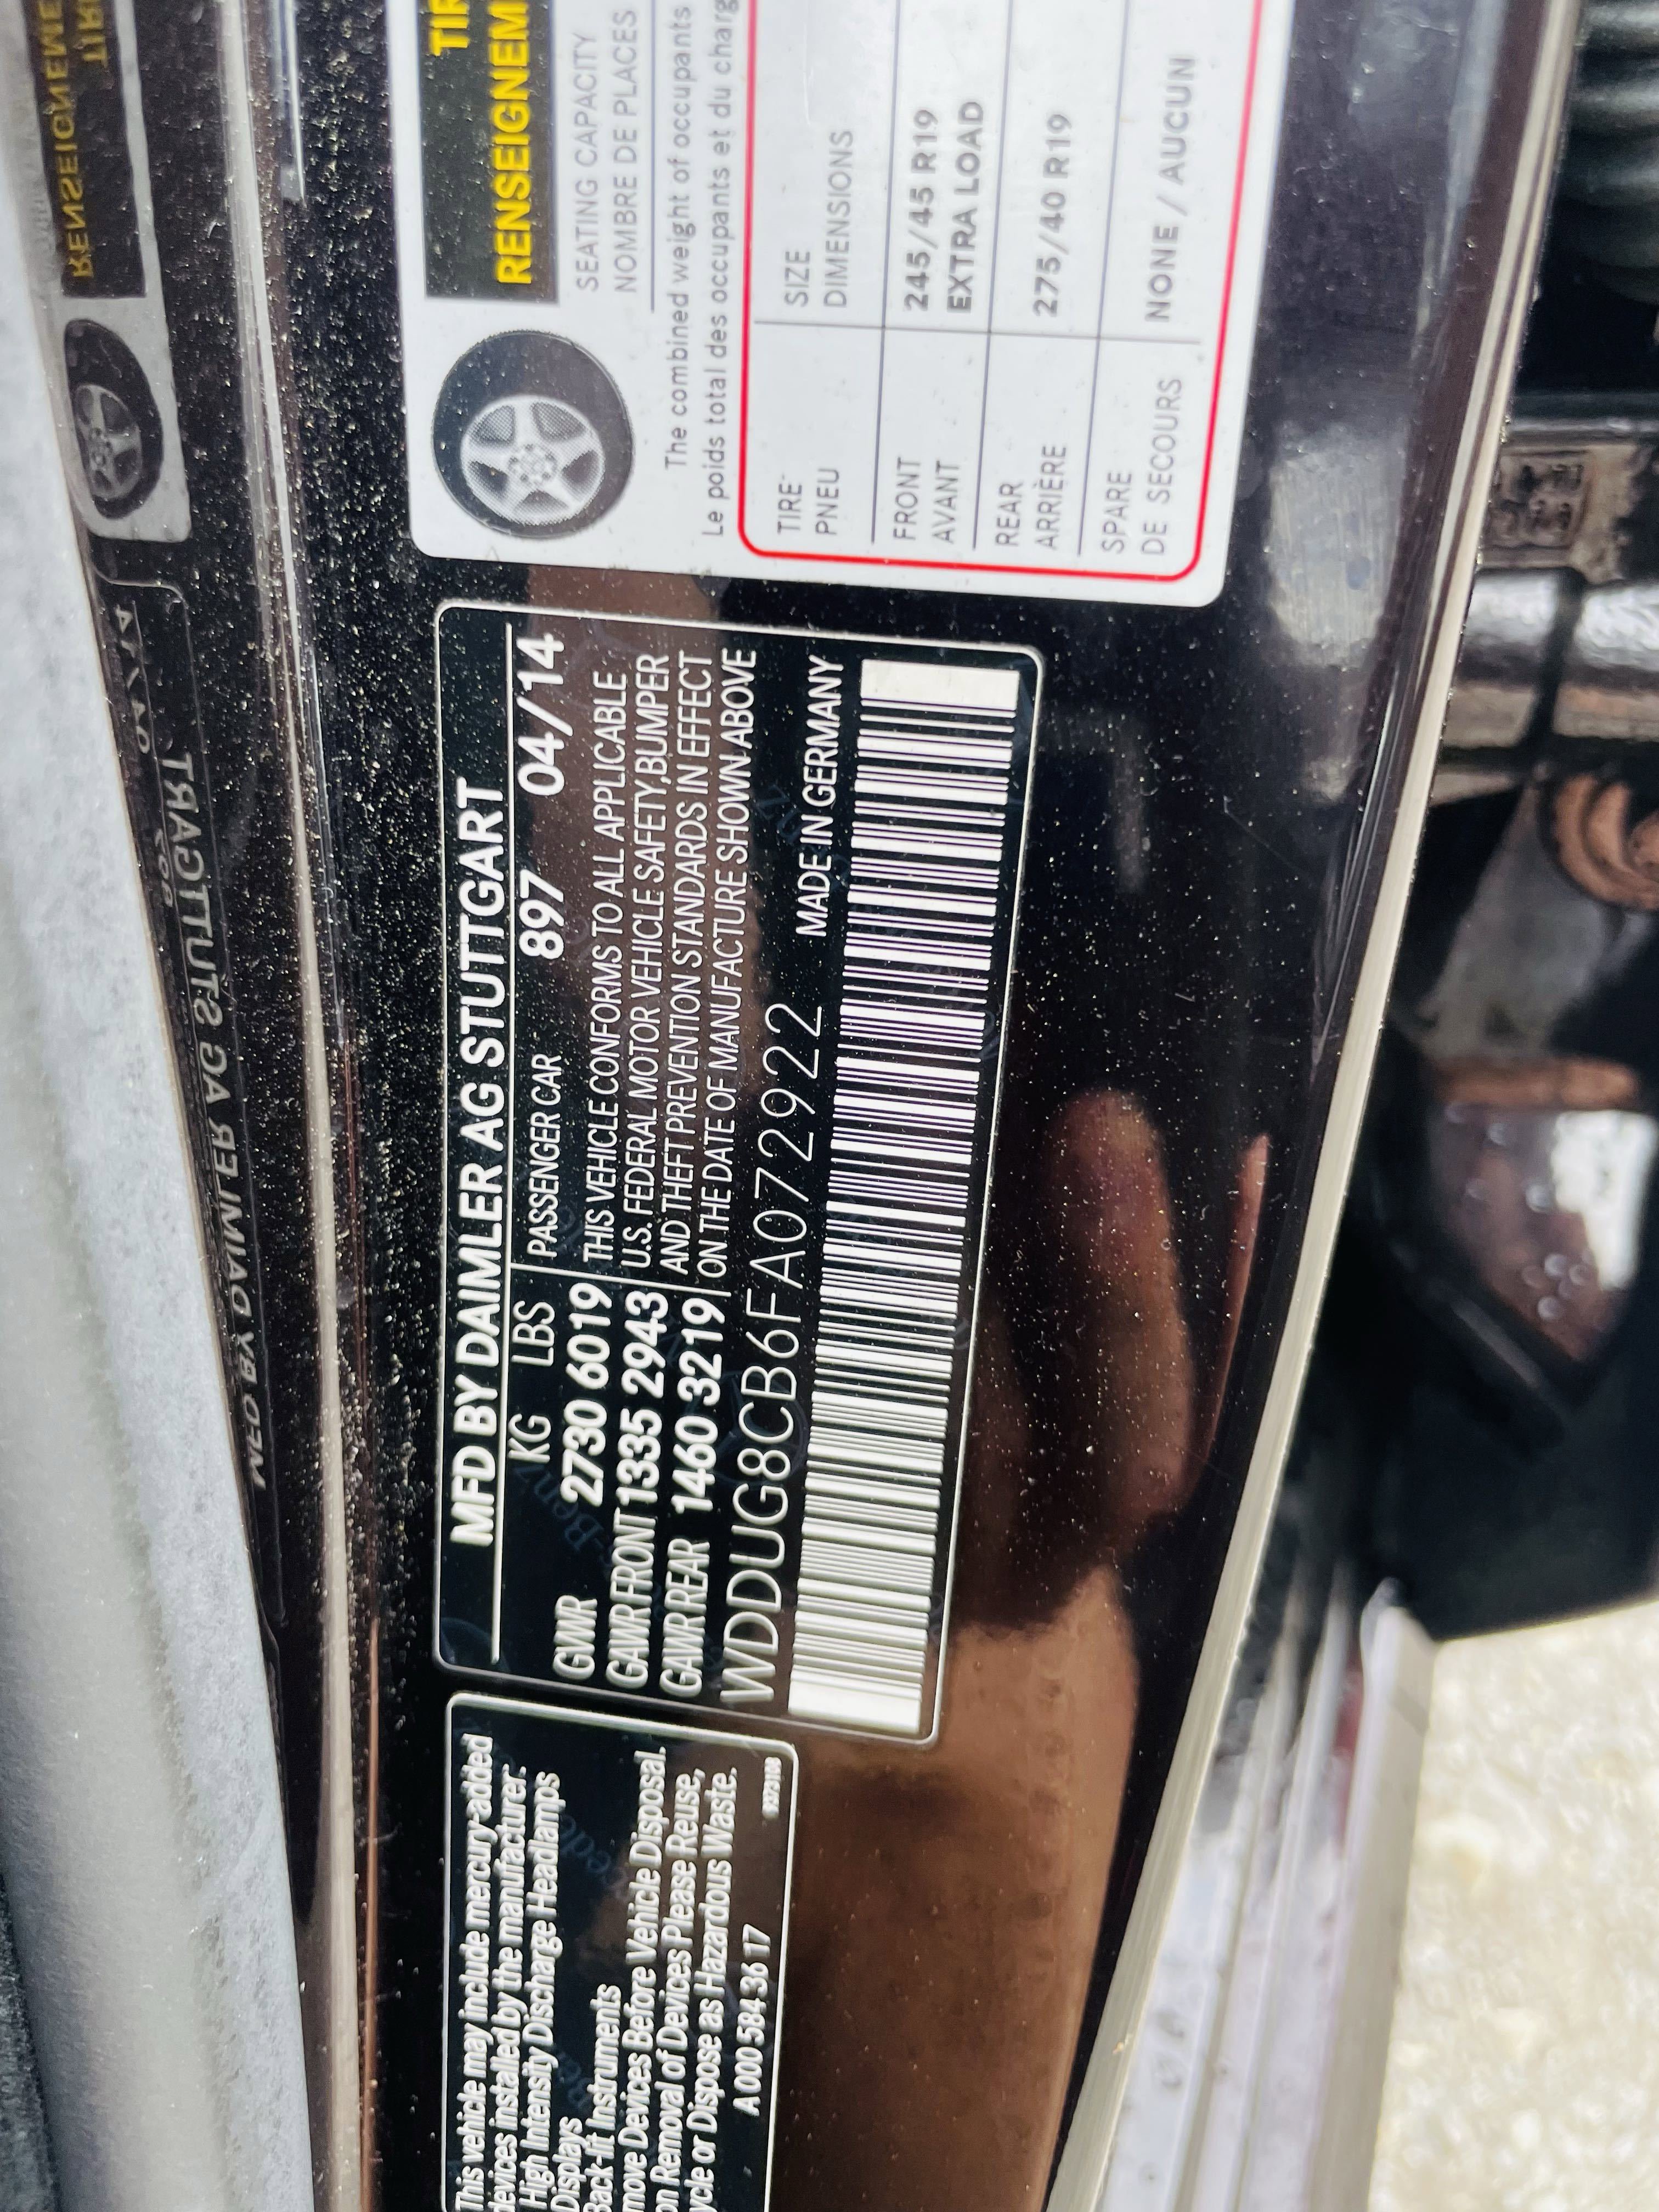 This vehicle may include mercury-added
devices installed by the manufacturer:
High Intensity Discharge Headlamps
Displays
Back-fit Instruments
move Devices Before Vehicle Disposal.
on Removal of Devices Please Reuse,
ycle or Dispose as Hazardous Waste.
A 000 584 36 17
MFD BY DAIMLER AG STUTTGART
KG LBS PASSENGER CAR 897 04/14
GVWR 2730 6019 THIS VEHICLE CONFORMS TO ALL APPLICABLE
GAWR FRONT 1335 2943 U.S. FEDERAL MOTOR VEHICLE SAFETY,BUMPER
GAWR REAR 1460 3219 AND THEFT PREVENTION STANDARDS IN EFFECT
ON THE DATE OF MANUFACTURE SHOWN ABOVE
WDDUG8CB6FA072922 MADE IN GERMANY
TIR
RENSEIGNEM
SEATING CAPACITY
NOMBRE DE PLACES
The combined weight of occupants
Le poids total des occupants et du charg
TIRE SIZE
PNEU DIMENSIONS
FRONT 245/45 R19
AVANT EXTRA LOAD
REAR 275/40 R19
ARRIÈRE
SPARE NONE / AUCUN
DE SECOURS